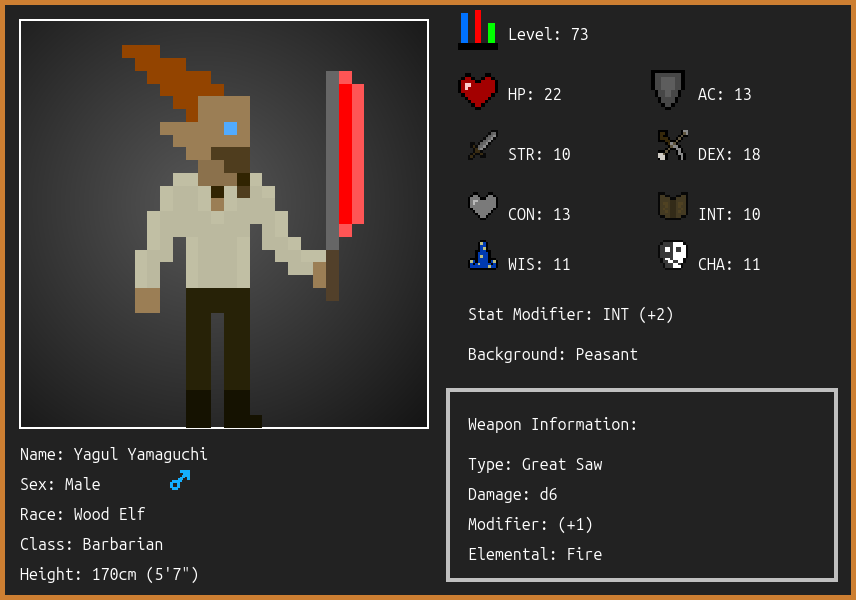 Level: 73
HP: 22
AC: 13
STR: 10
DEX: 18
CON: 13
INT: 10
WIS: 11
CHA: 11
Stat Modifier: INT (+2)
Background: Peasant
Name: Yagul Yamaguchi
Sex: Male
Race: Wood Elf
Class: Barbarian
Height: 170cm (5'7")
Weapon Information:
Type: Great Saw
Damage: d6
Modifier: (+1)
Elemental: Fire